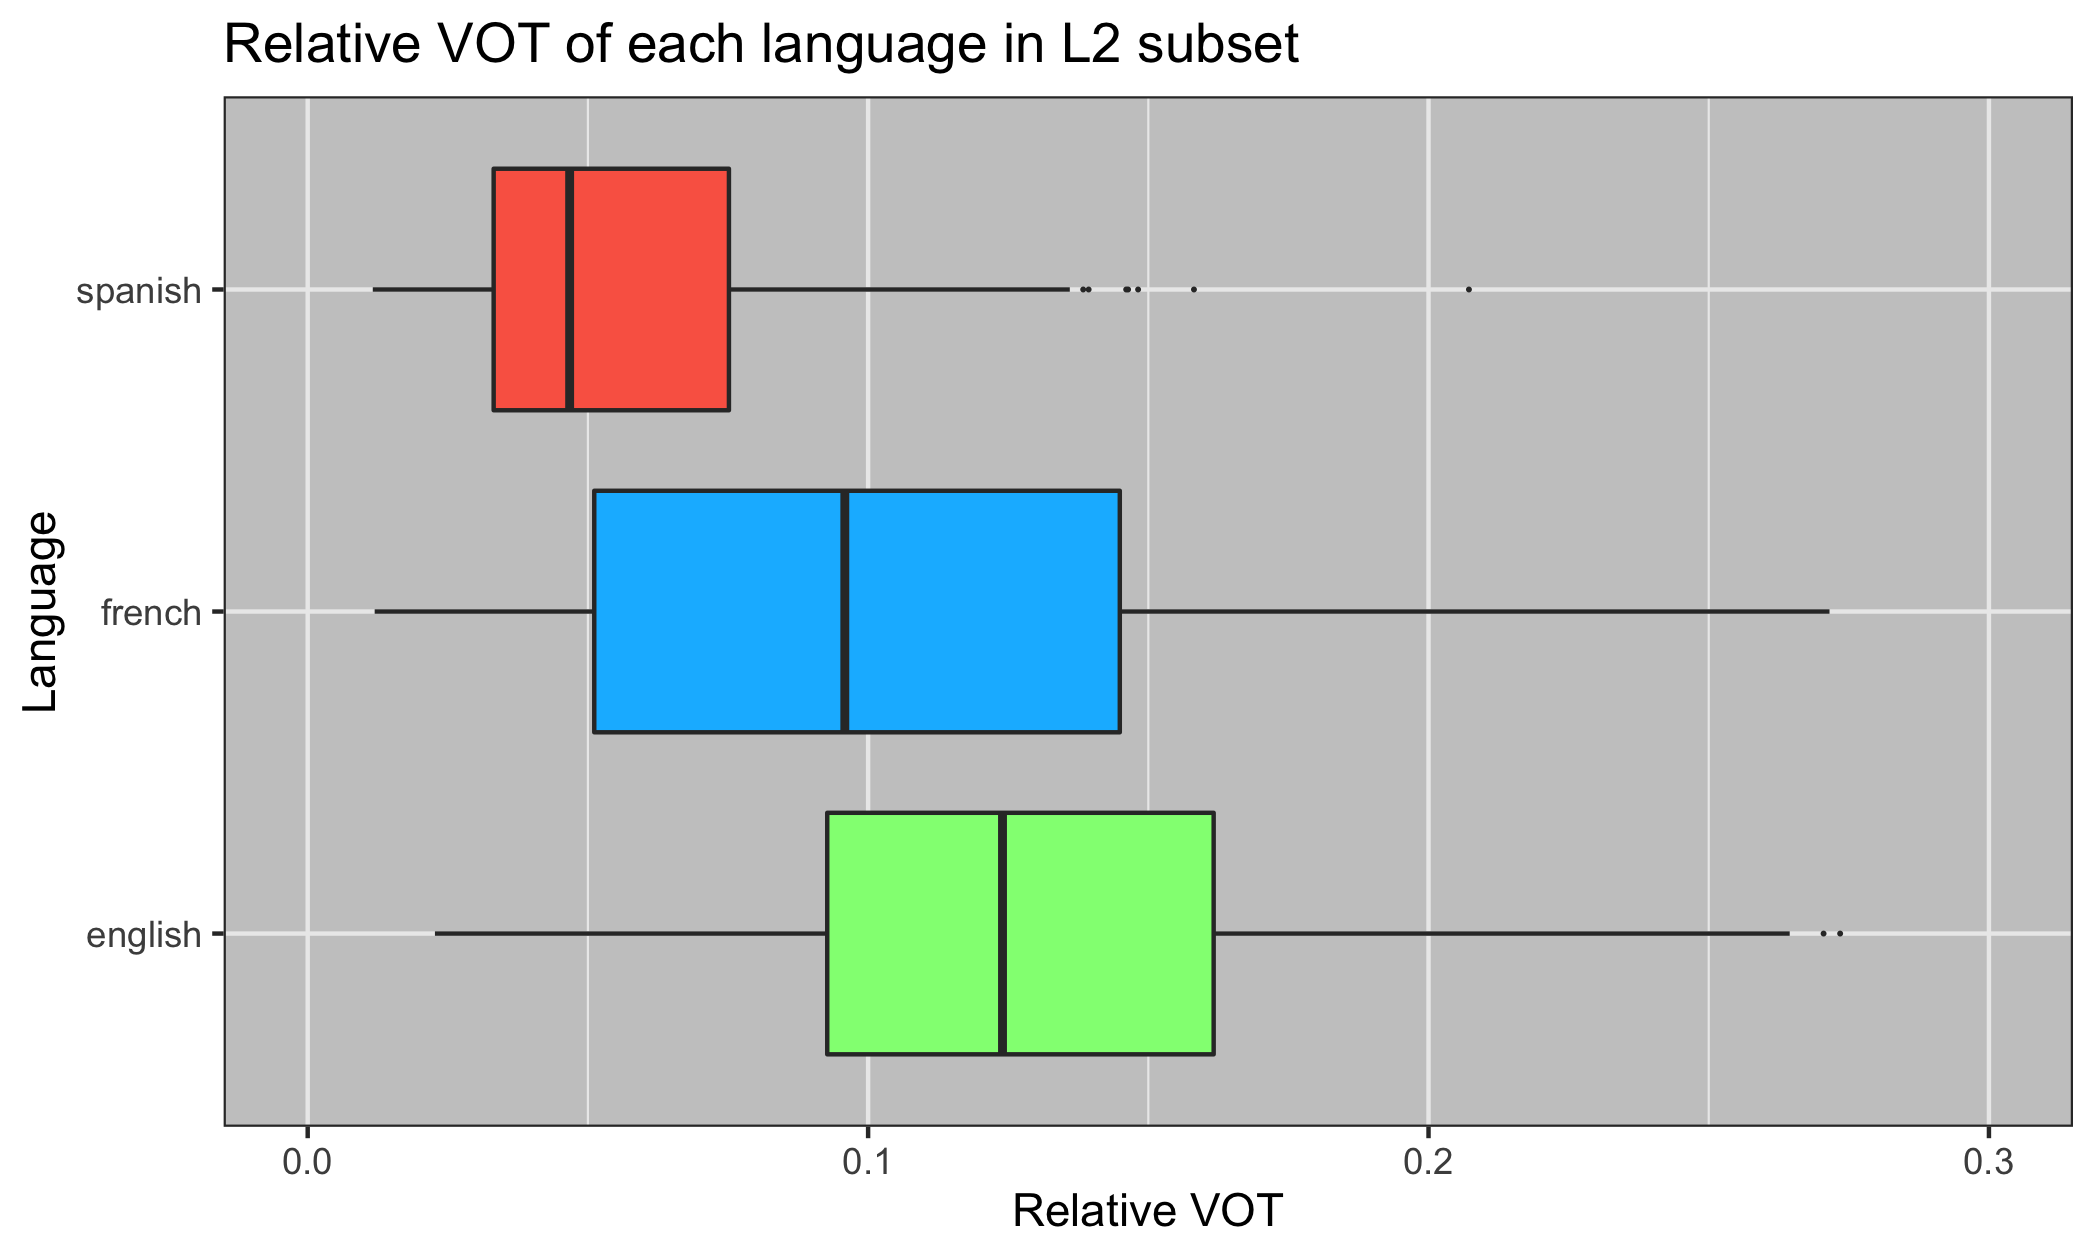 Relative VOT of each language in L2 subset
Language
spanish
french
english
0.0 0.1 0.2 0.3
Relative VOT